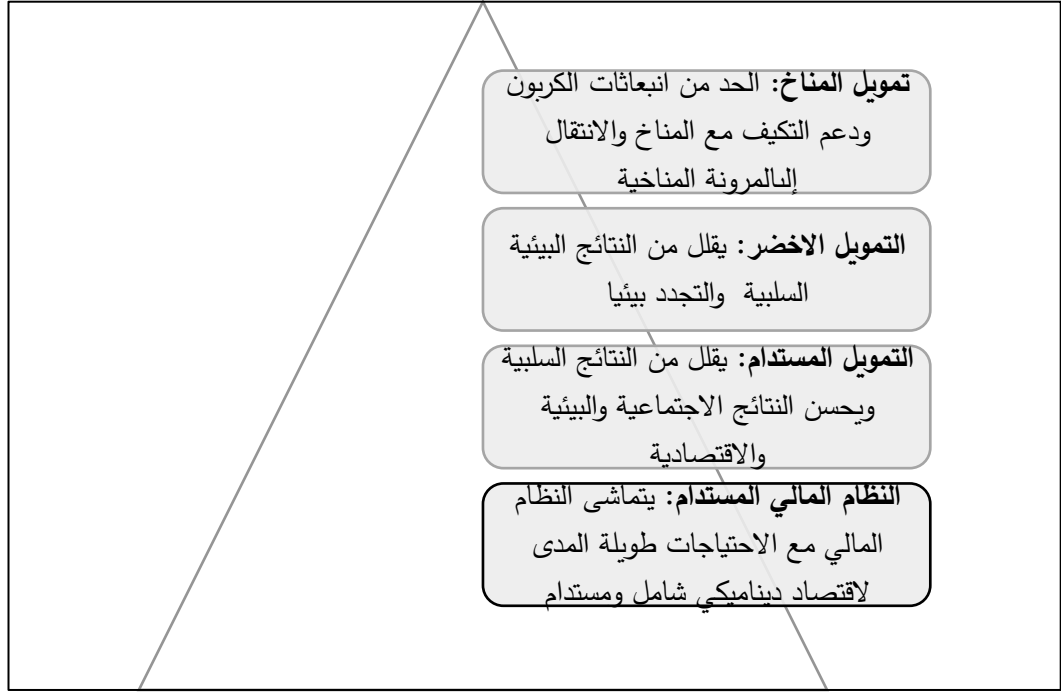 تمويل المناخ: الحد من انبعاثات الكربون
ودعم التكيف مع المناخ والانتقال
إلىالمرونة المناخية
التمويل الاخضر: يقلل من النتائج البيئية
السلبية والتجدد بيئيا
التمويل المستدام: يقلل من النتائج السلبية
ويحسن النتائج الاجتماعية والبيئية
والاقتصادية
النظام المالي المستدام: يتماشى النظام
المالي مع الاحتياجات طويلة المدى
لاقتصاد ديناميكي شامل ومستدام